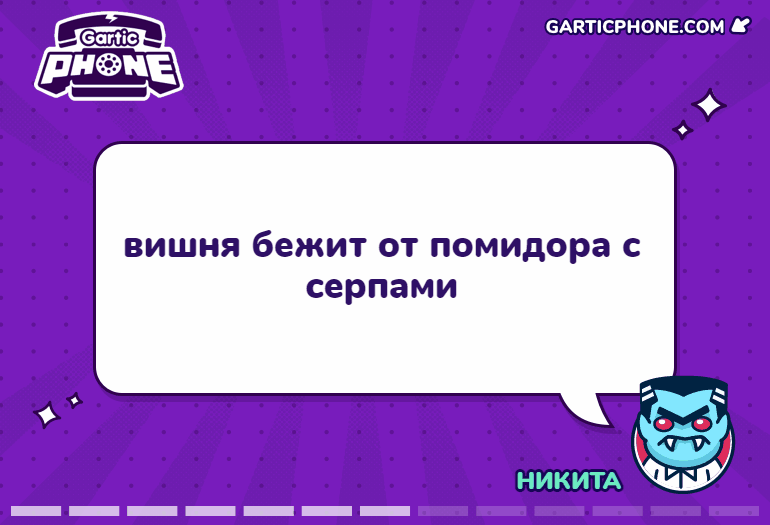 Gartic
PHONE
GARTICPHONE.COM
вишня бежит от помидора с
серпами
НИКИТА